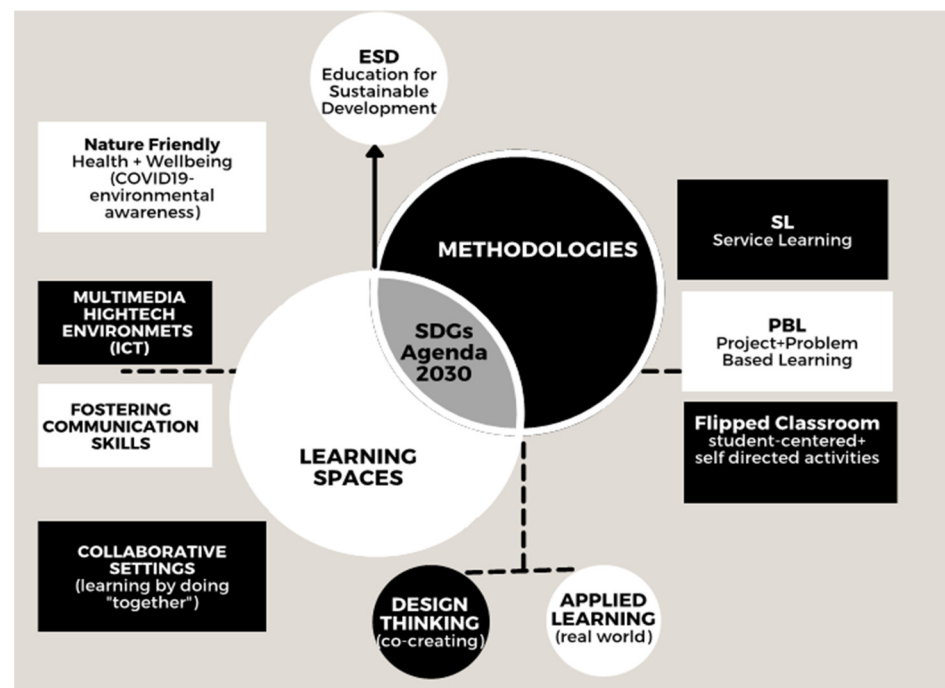 ESD
Education for
Sustainable
Development
Nature Friendly
Health + Wellbeing
(COVID19-
environmental
awareness)
MULTIMEDIA
HIGHTECH
ENVIRONMETS
(ICT)
FOSTERING
COMMUNICATION
SKILLS
COLLABORATIVE
SETTINGS
(learning by doing
"together")
METHODOLOGIES
SDGs
Agenda
2030
LEARNING
SPACES
SL
Service Learning
PBL
Project+Problem
Based Learning
Flipped Classroom
student-centered+
self directed activities
DESIGN
THINKING
(co-creating)
APPLIED
LEARNING
(real world)